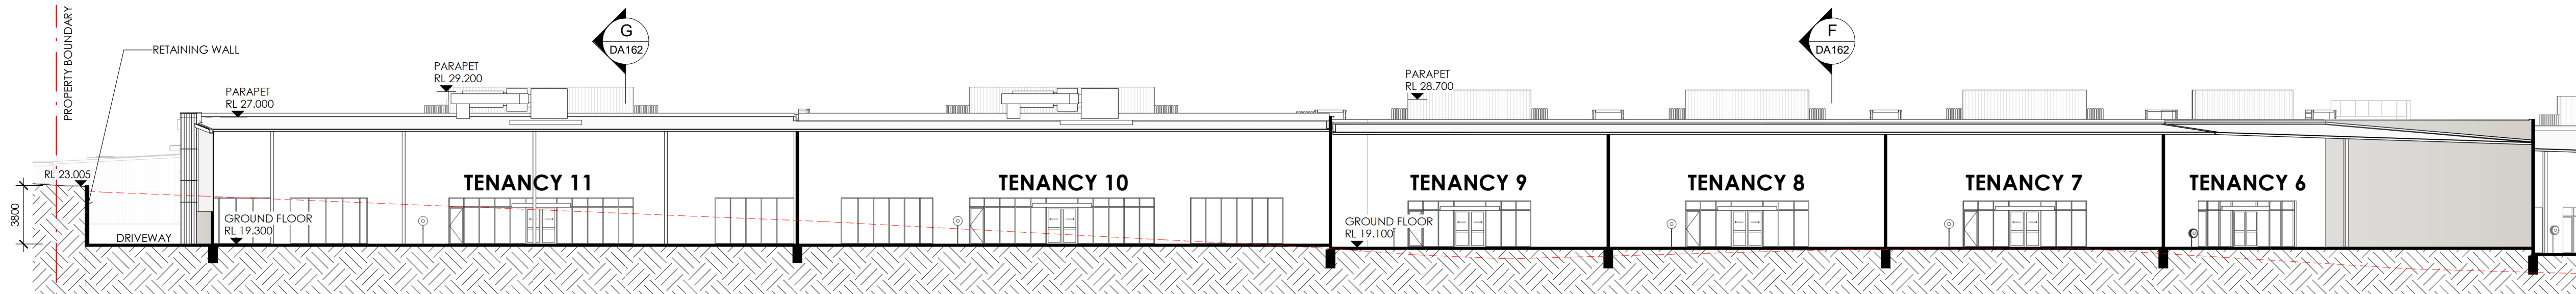 PROPERTY BOUNDARY
RETAINING WALL
G
DA162
F
DA162
PARAPET
RL 29.200
PARAPET
RL 28.700
PARAPET
RL 27.000
RL 23.005
TENANCY 11
TENANCY 10
TENANCY 9
TENANCY 8
TENANCY 7
TENANCY 6
3800
GROUND FLOOR
RL 19.300
GROUND FLOOR
RL 19.100
DRIVEWAY